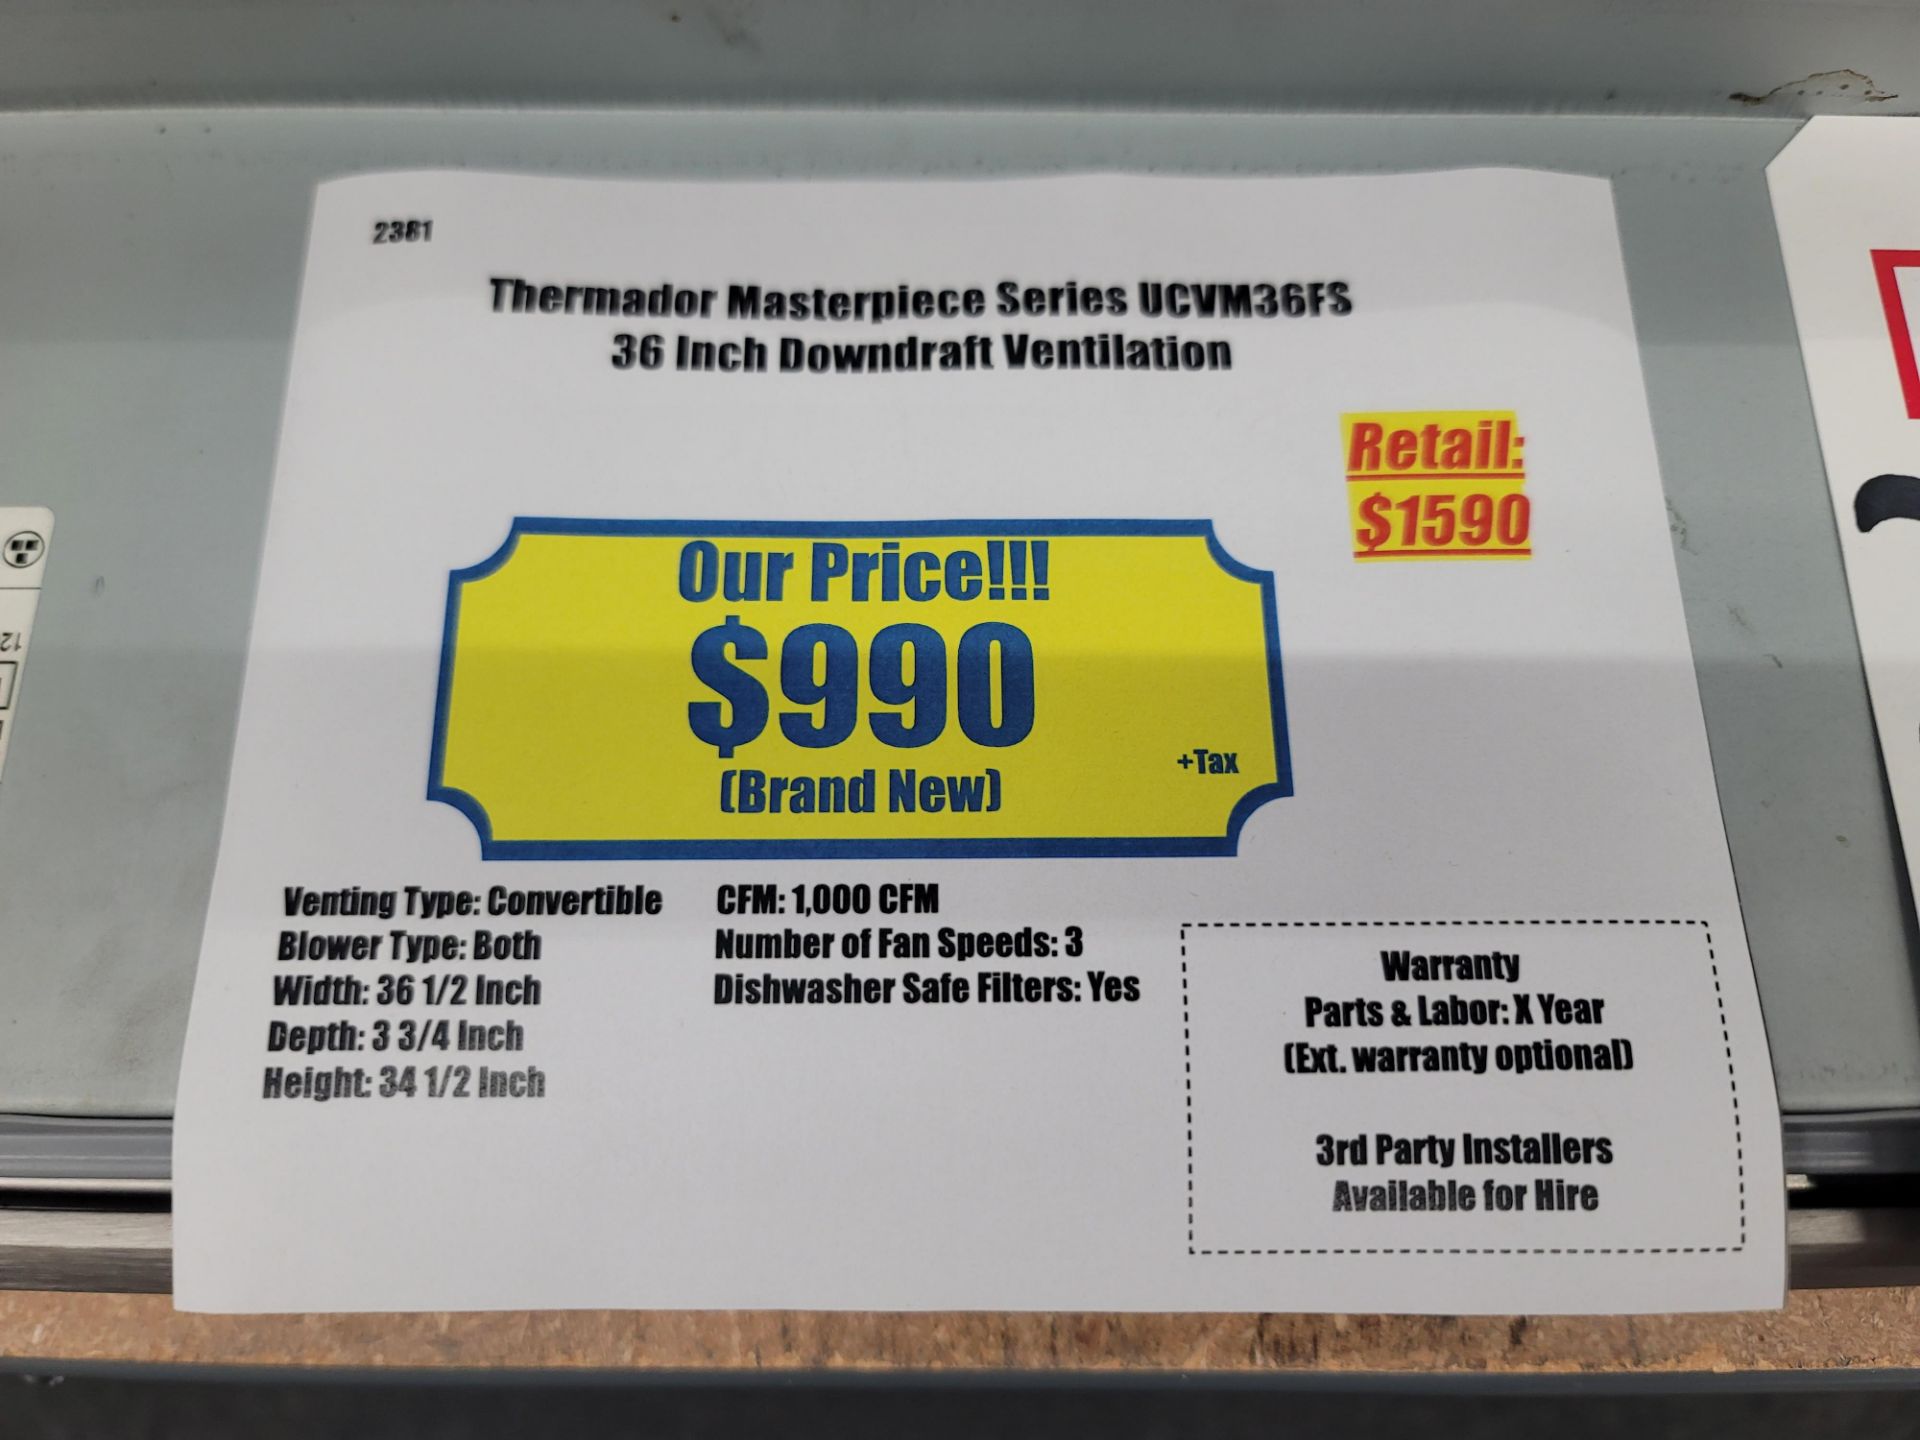 2381
Thermador Masterpiece Series UCVM36FS
36 Inch Downdraft Ventilation
Retail:
$1590
Our Price!!!
$990
(Brand New)
+Tax
Venting Type: Convertible
Blower Type: Both
Width: 36 1/2 Inch
Depth: 3 3/4 Inch
Height: 34 1/2 Inch
CFM: 1,000 CFM
Number of Fan Speeds: 3
Dishwasher Safe Filters: Yes
Warranty
Parts & Labor: X Year
(Ext. warranty optional)
3rd Party Installers
Available for Hire